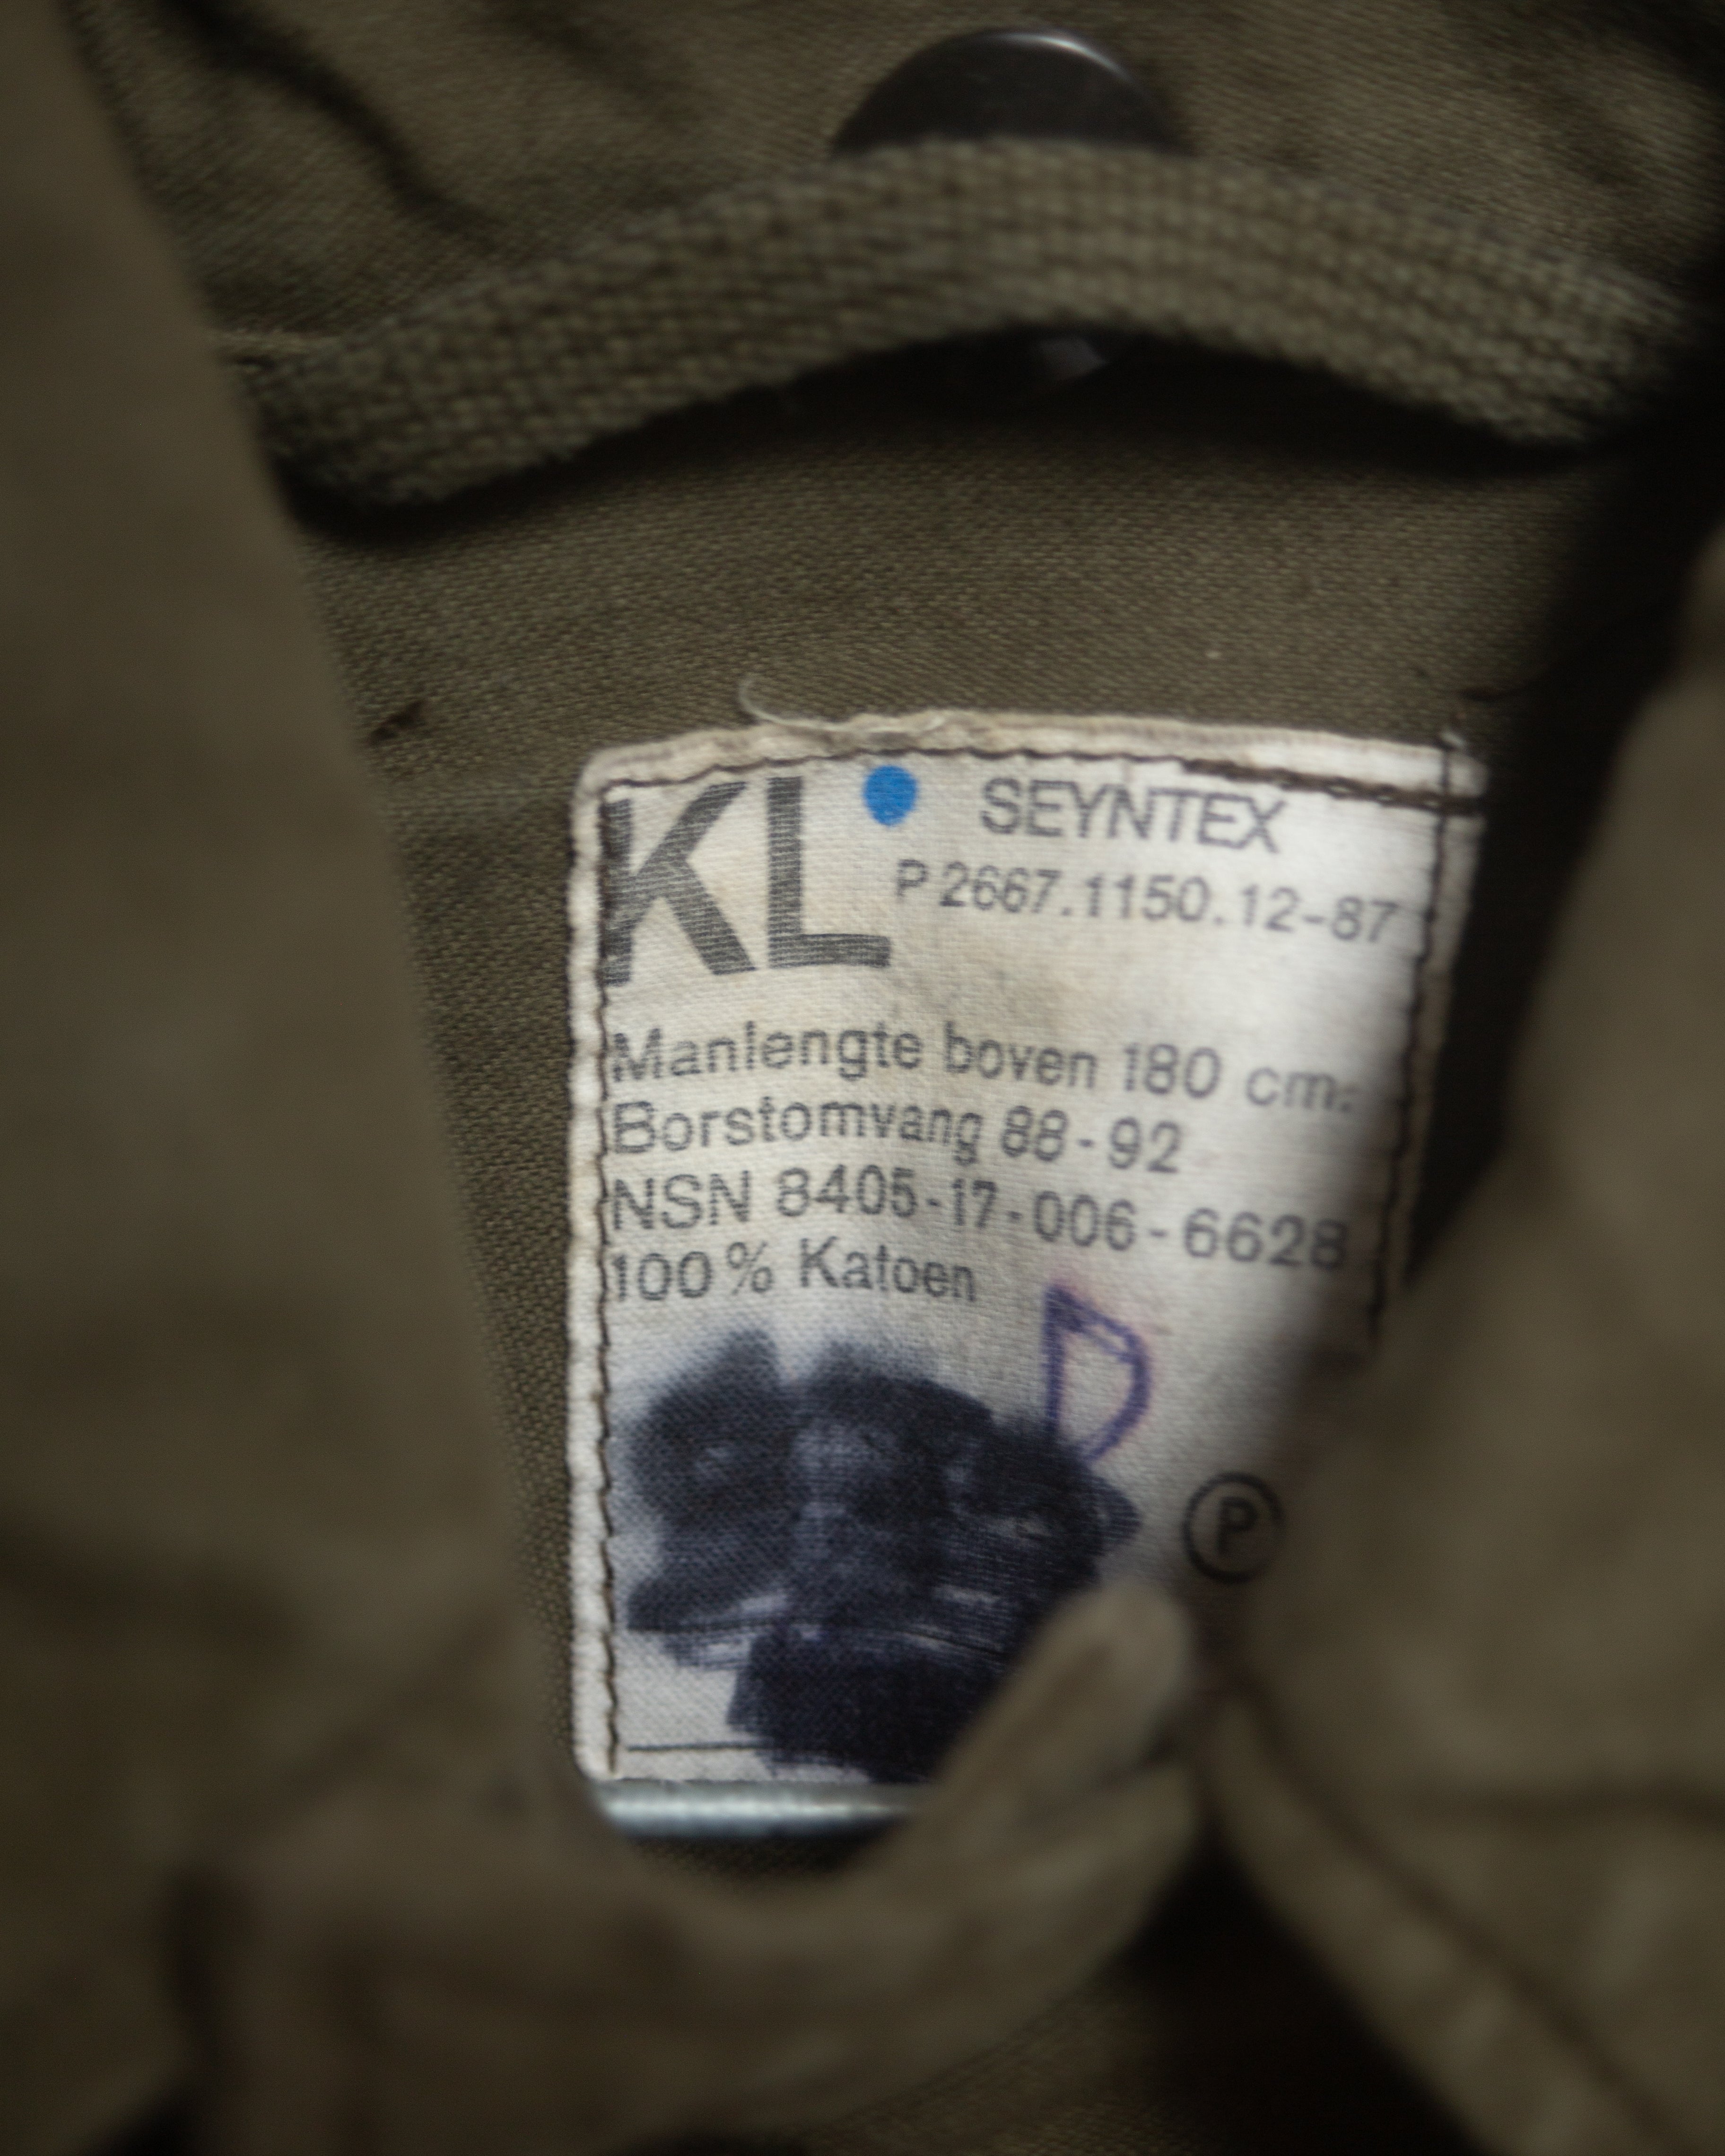 KL SEYNTEX
P 2667.1150.12-87
Manlengte boven 180 cm.
Borstomvang 88-92
NSN 8405-17-006-6628
100% Katoen
D
P